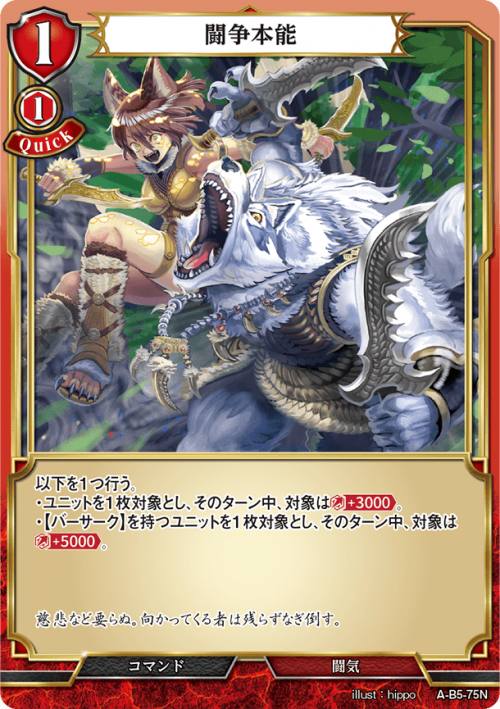 1
闘争本能
1
Quick
以下を1つ行う。
・ユニットを1枚対象とし、そのターン中、対象は+3000。
・【バーサーク】を持つユニットを1枚対象とし、そのターン中、対象は
+5000。
慈悲など要らぬ。向かってくる者は残らずなぎ倒す。
コマンド 闘気
illust：hippo A-B5-75N